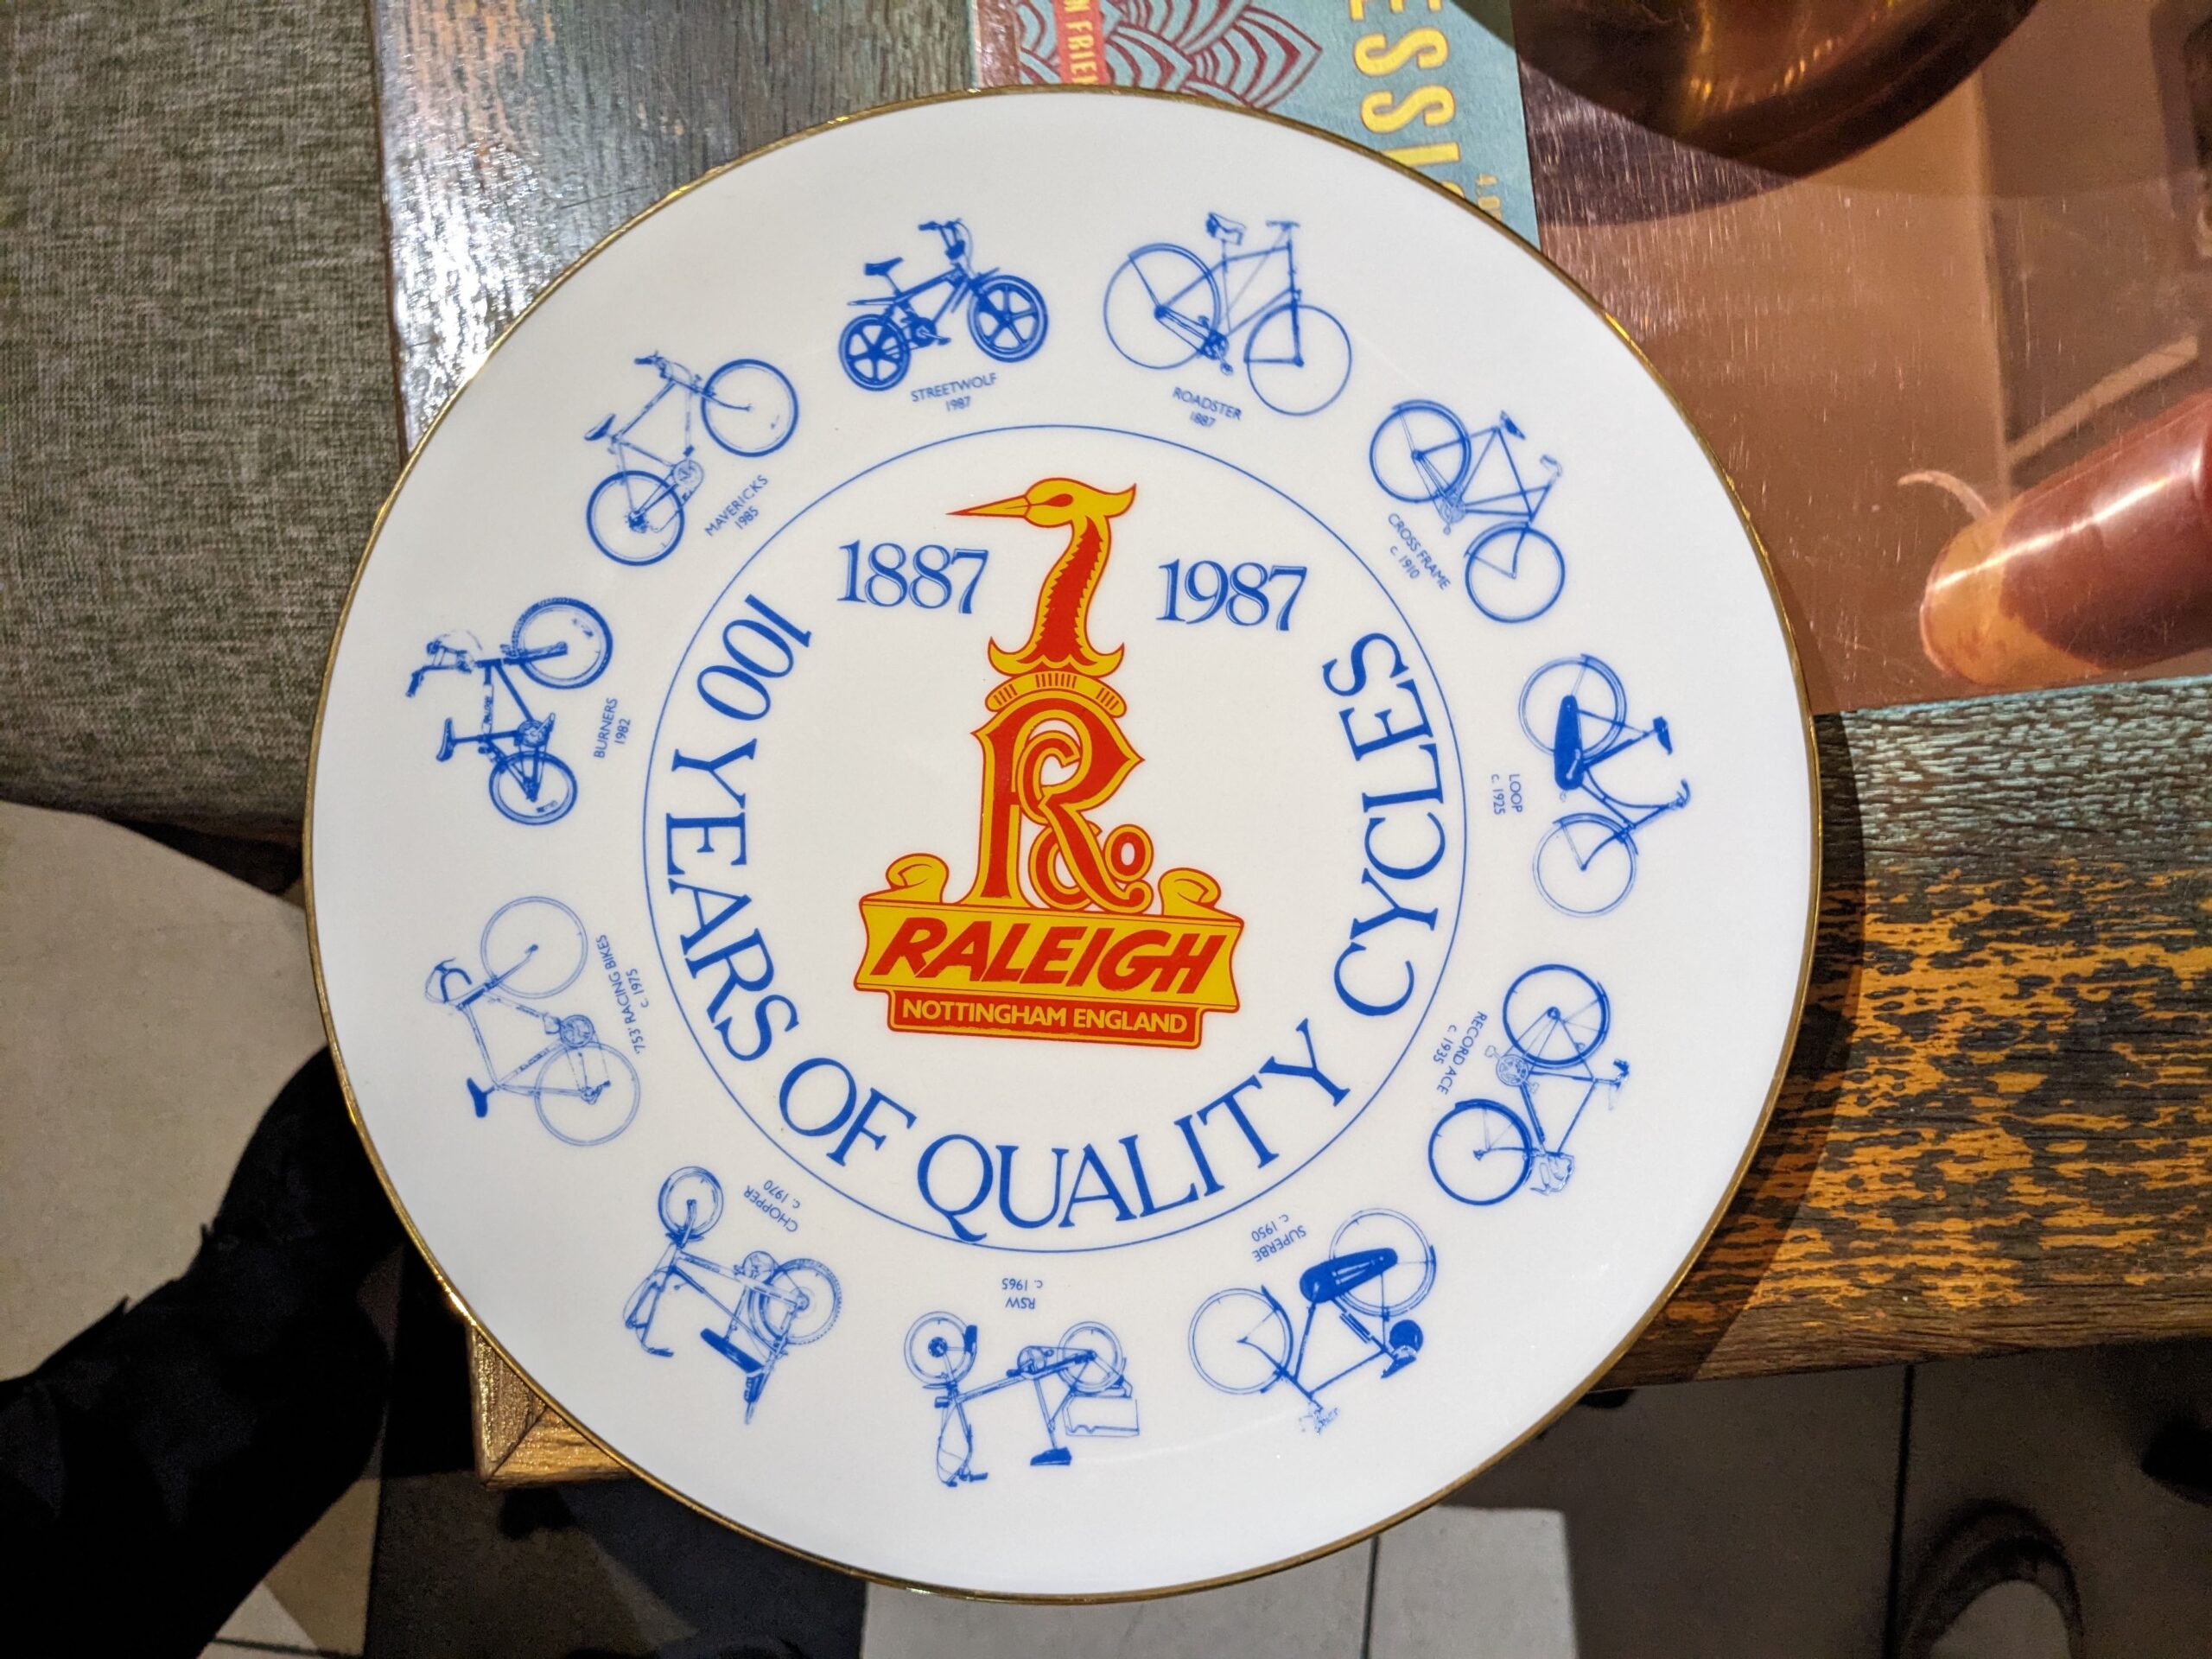 1887
1987
R&Co
RALEIGH
NOTTINGHAM ENGLAND
100 YEARS OF QUALITY CYCLES
ROADSTER
1887
CROSS FRAME
c. 1910
LOOP
c. 1925
RECORD ACE
c. 1935
SUPERBE
c. 1950
RSW
c. 1965
CHOPPER
c. 1970
753 RACING BIKES
c. 1975
BURNERS
1982
MAVERICKS
1985
STREETWOLF
1987